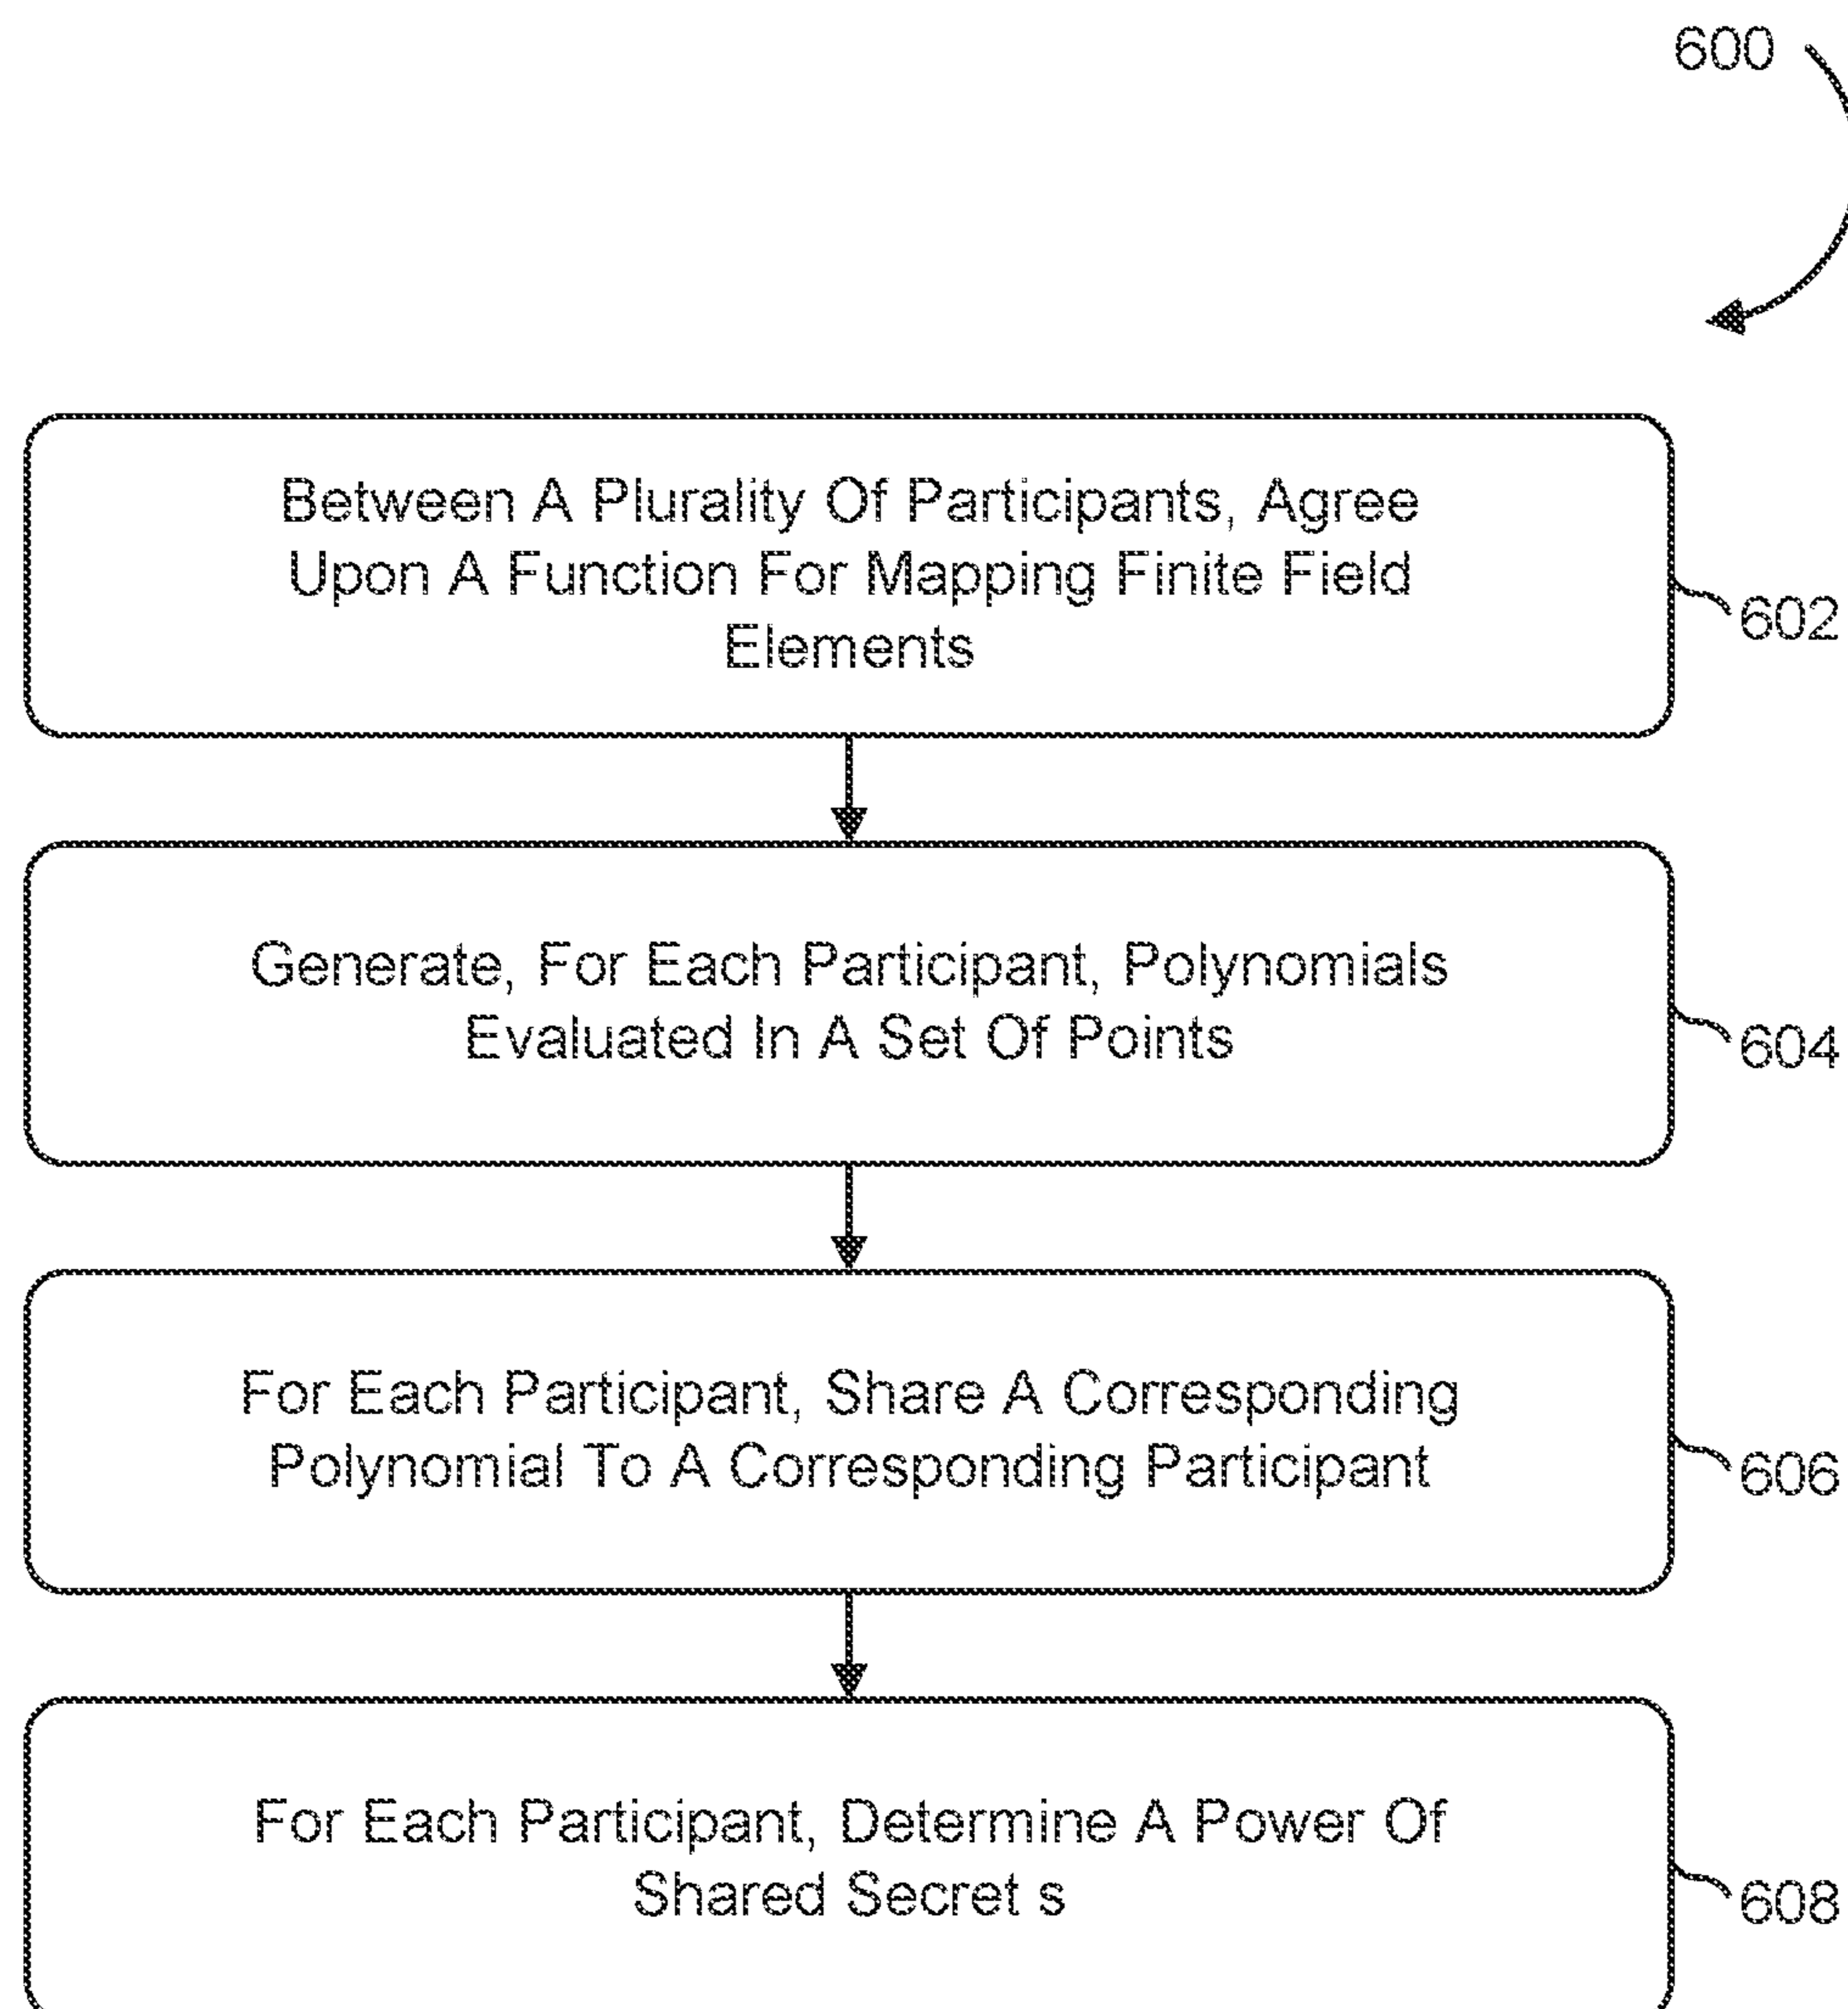 600
Between A Plurality Of Participants, Agree
Upon A Function For Mapping Finite Field
Elements
602
Generate, For Each Participant, Polynomials
Evaluated In A Set Of Points
604
For Each Participant, Share A Corresponding
Polynomial To A Corresponding Participant
606
For Each Participant, Determine A Power Of
Shared Secret s
608